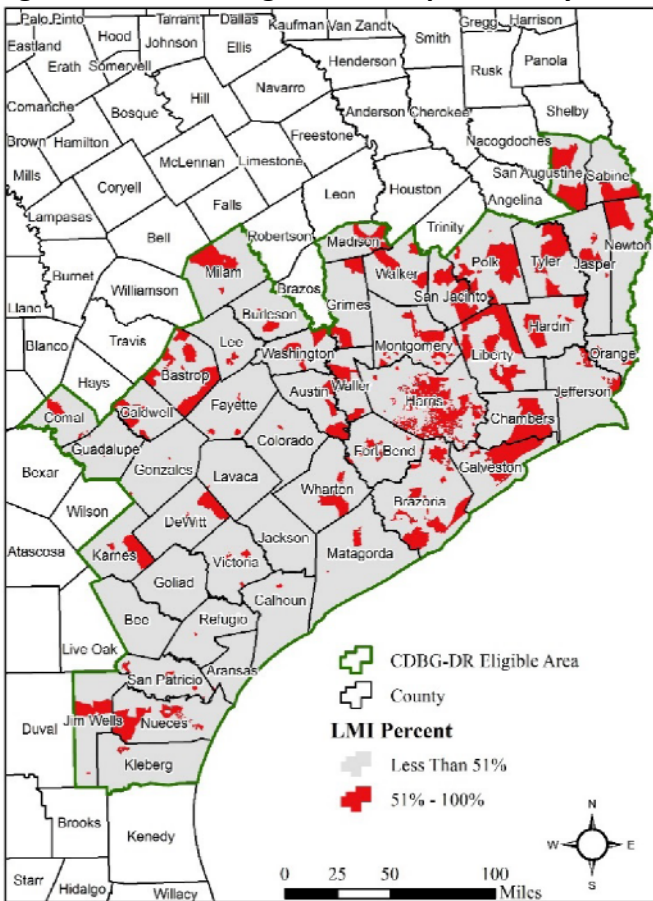 Palo Pinto
Tarrant
Dallas
Kaufman
Van Zandt
Gregg
Harrison
Eastland
Hood
Johnson
Ellis
Smith
Erath
Somervell
Henderson
Rusk
Panola
Comanche
Bosque
Hill
Navarro
Anderson
Cherokee
Shelby
Brown
Hamilton
Freestone
Nacogdoches
Mills
McLennan
Limestone
San Augustine
Sabine
Coryell
Leon
Houston
Angelina
Lampasas
Falls
Trinity
Bell
Robertson
Madison
Newton
Burnet
Milam
Walker
Polk
Tyler
Jasper
Williamson
Brazos
Grimes
San Jacinto
Llano
Burleson
Hardin
Travis
Lee
Washington
Montgomery
Liberty
Orange
Blanco
Bastrop
Austin
Waller
Harris
Jefferson
Hays
Comal
Caldwell
Fayette
Chambers
Guadalupe
Colorado
Fort Bend
Galveston
Gonzales
Lavaca
Wharton
Brazoria
Wilson
DeWitt
Atascosa
Karnes
Jackson
Matagorda
Victoria
Goliad
Calhoun
Bee
Refugio
Live Oak
Aransas
San Patricio
Duval
Jim Wells
Nueces
Kleberg
Brooks
Kenedy
Starr
Hidalgo
Willacy
CDBG-DR Eligible Area
County
LMI Percent
Less Than 51%
51% - 100%
N
W
E
S
0 25 50 100
Miles